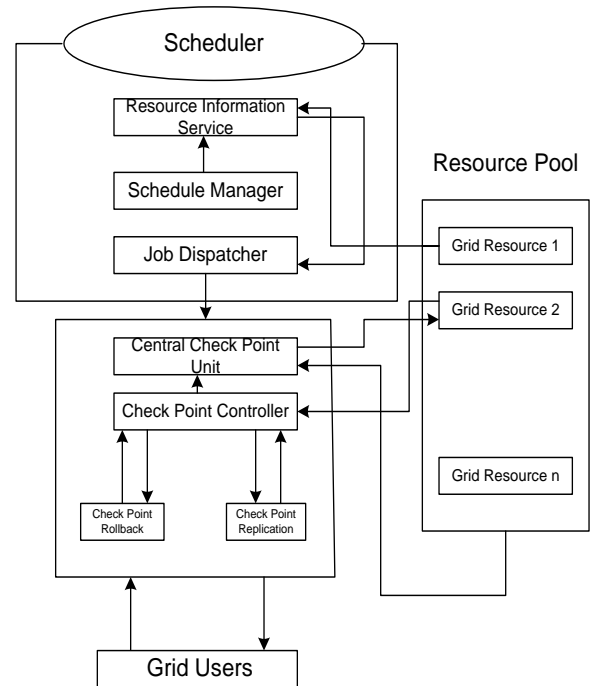 Scheduler
Resource Information
Service
Schedule Manager
Job Dispatcher
Resource Pool
Grid Resource 1
Grid Resource 2
Grid Resource n
Central Check Point
Unit
Check Point Controller
Check Point
Rollback
Check Point
Replication
Grid Users